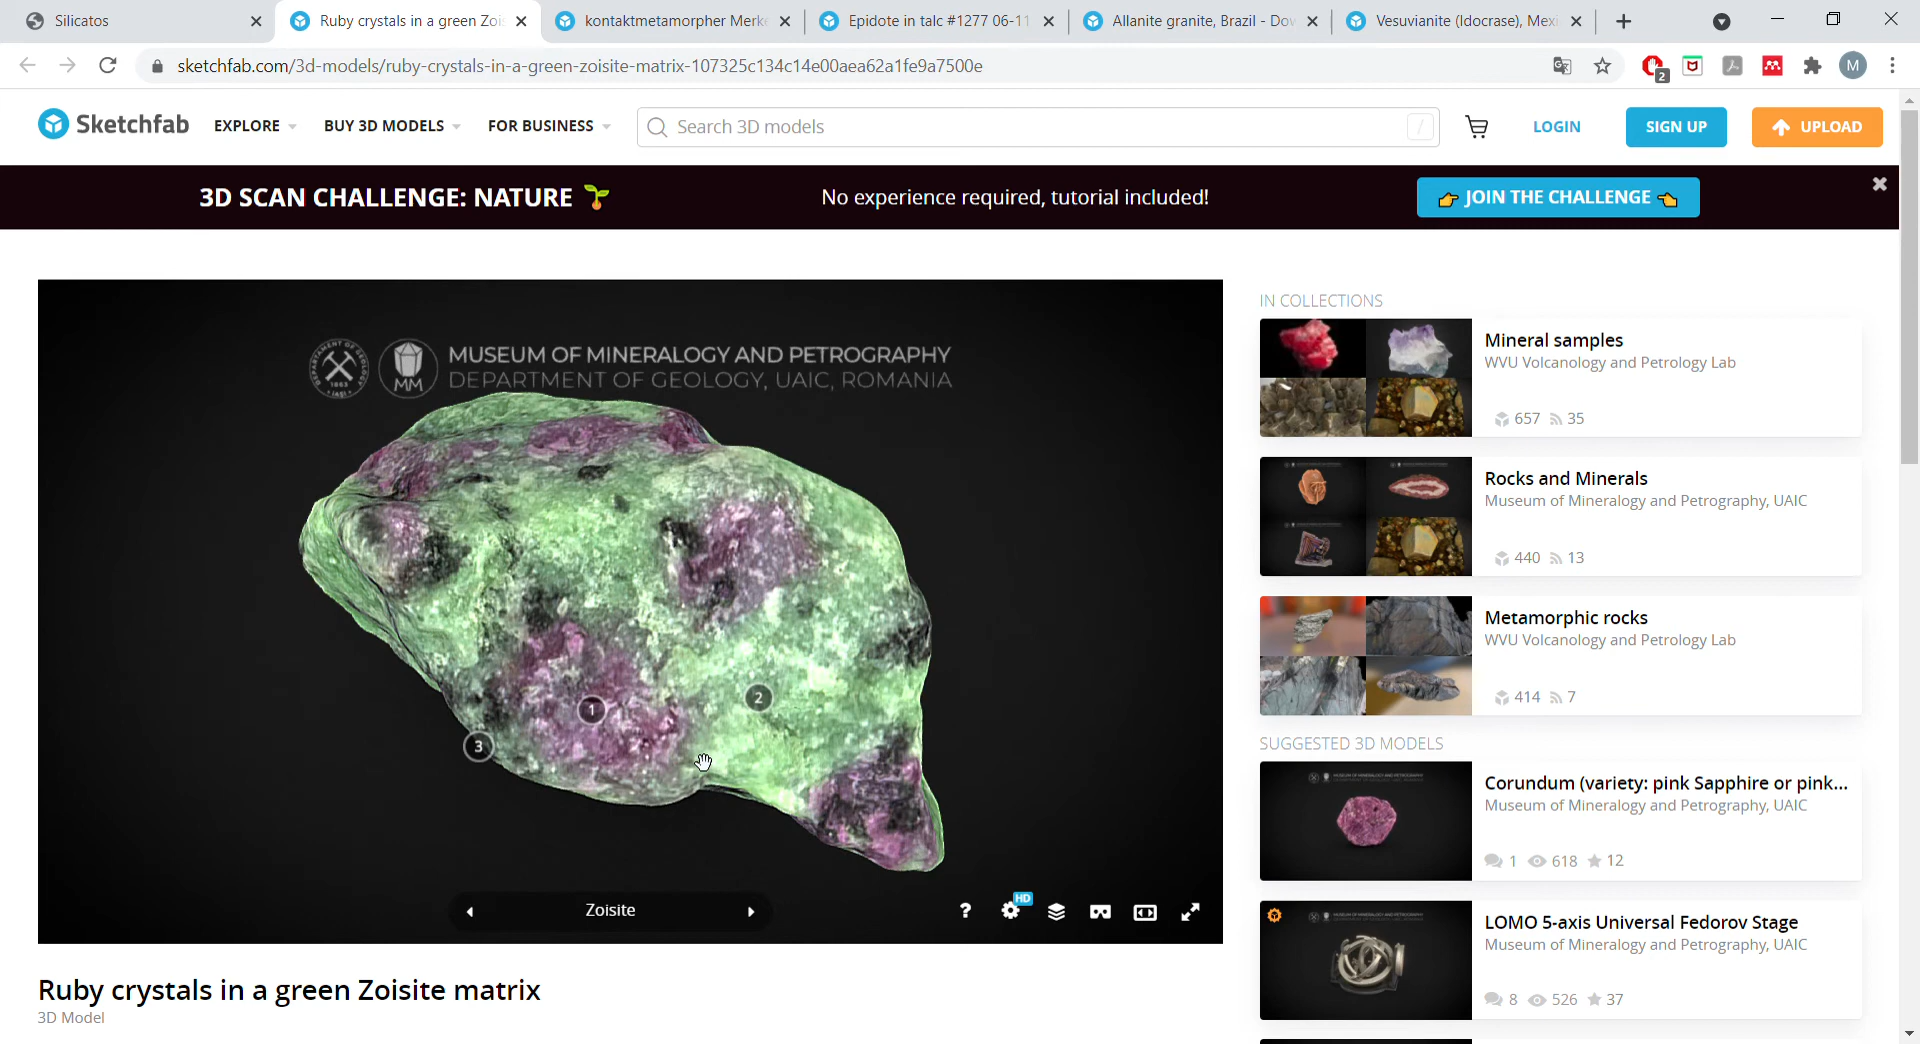 Silicatos
Ruby crystals in a green Zois
kontaktmetamorpher Merke
Epidote in talc #1277 06-11
Allanite granite, Brazil - Dow
Vesuvianite (Idocrase), Mexi
sketchfab.com/3d-models/ruby-crystals-in-a-green-zoisite-matrix-107325c134c14e00aea62a1fe9a7500e
2
M
Sketchfab
EXPLORE
BUY 3D MODELS
FOR BUSINESS
Search 3D models
/
LOGIN
SIGN UP
UPLOAD
3D SCAN CHALLENGE: NATURE
No experience required, tutorial included!
JOIN THE CHALLENGE
MUSEUM OF MINERALOGY AND PETROGRAPHY
DEPARTMENT OF GEOLOGY, UAIC, ROMANIA
MM
1
2
3
Zoisite
?
HD
Ruby crystals in a green Zoisite matrix
3D Model
IN COLLECTIONS
Mineral samples
WVU Volcanology and Petrology Lab
657 35
Rocks and Minerals
Museum of Mineralogy and Petrography, UAIC
440 13
Metamorphic rocks
WVU Volcanology and Petrology Lab
414 7
SUGGESTED 3D MODELS
Corundum (variety: pink Sapphire or pink...
Museum of Mineralogy and Petrography, UAIC
1 618 12
LOMO 5-axis Universal Fedorov Stage
Museum of Mineralogy and Petrography, UAIC
8 526 37